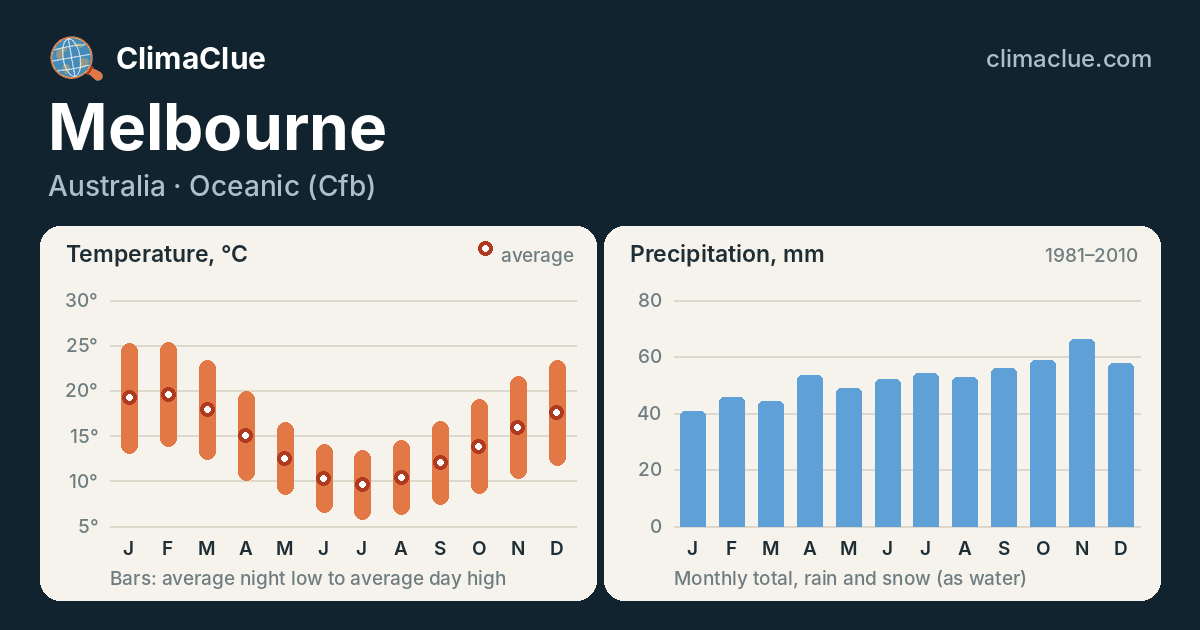 ClimaClue
climaclue.com
Melbourne
Australia · Oceanic (Cfb)
Temperature, °C
average
30°
25°
20°
15°
10°
5°
J F M A M J J A S O N D
Bars: average night low to average day high
Precipitation, mm
1981–2010
80
60
40
20
0
J F M A M J J A S O N D
Monthly total, rain and snow (as water)